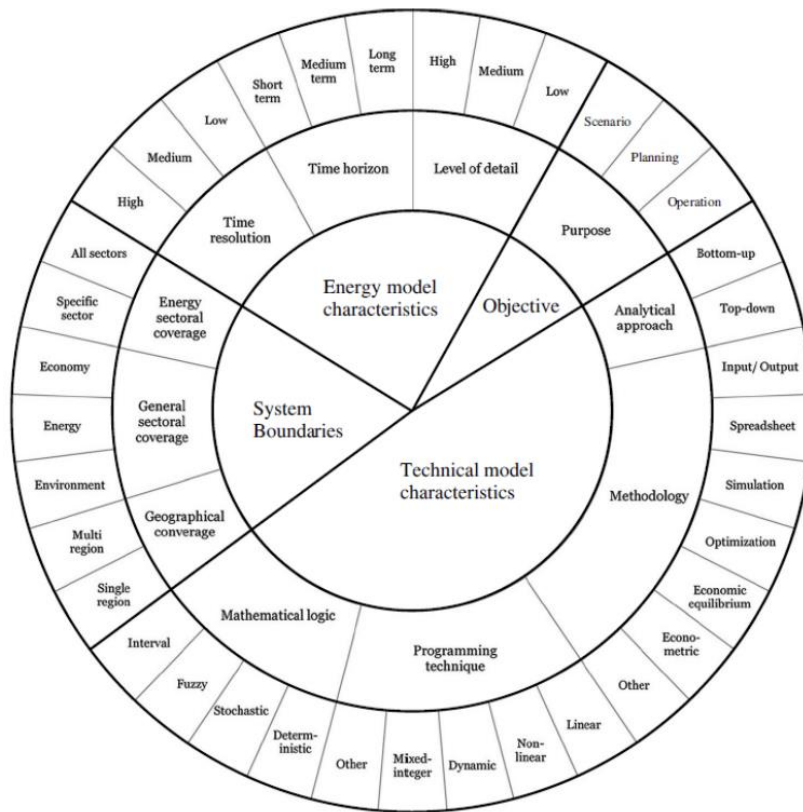 Long
term
High
Medium
term
Medium
Short
term
Low
Low
Scenario
Medium
Planning
High
Operation
Time horizon
Level of detail
Time
resolution
Purpose
All sectors
Bottom-up
Energy model
characteristics
Objective
Energy
sectoral
coverage
Analytical
approach
Specific
sector
Top-down
Economy
Input/ Output
General
sectoral
coverage
System
Boundaries
Energy
Spreadsheet
Technical model
characteristics
Methodology
Environment
Simulation
Geographical
converage
Multi
region
Optimization
Single
region
Economic
equilibrium
Mathematical logic
Programming
technique
Interval
Econo-
metric
Fuzzy
Other
Stochastic
Linear
Determ-
inistic
Non-
linear
Other
Mixed-
integer
Dynamic